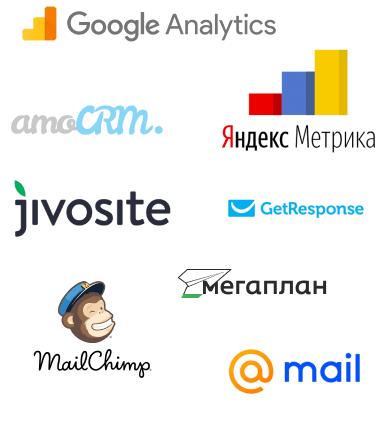 Google Analytics
amoCRM.
Яндекс Метрика
jivosite
GetResponse
мегаплан
MailChimp
@ mail